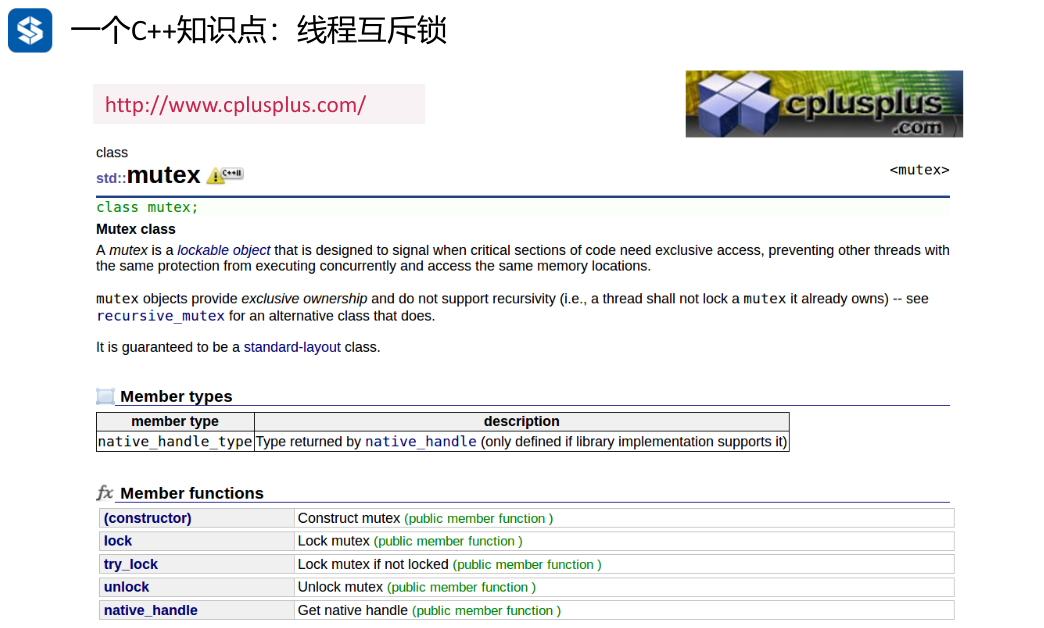 一个C++知识点：线程互斥锁
http://www.cplusplus.com/
cplusplus
.com
class
std::mutex C++11
<mutex>
class mutex;
Mutex class
A mutex is a lockable object that is designed to signal when critical sections of code need exclusive access, preventing other threads with
the same protection from executing concurrently and access the same memory locations.
mutex objects provide exclusive ownership and do not support recursivity (i.e., a thread shall not lock a mutex it already owns) -- see
recursive_mutex for an alternative class that does.
It is guaranteed to be a standard-layout class.
Member types
member type description
native_handle_type Type returned by native_handle (only defined if library implementation supports it)
fx Member functions
(constructor) Construct mutex (public member function )
lock Lock mutex (public member function )
try_lock Lock mutex if not locked (public member function )
unlock Unlock mutex (public member function )
native_handle Get native handle (public member function )